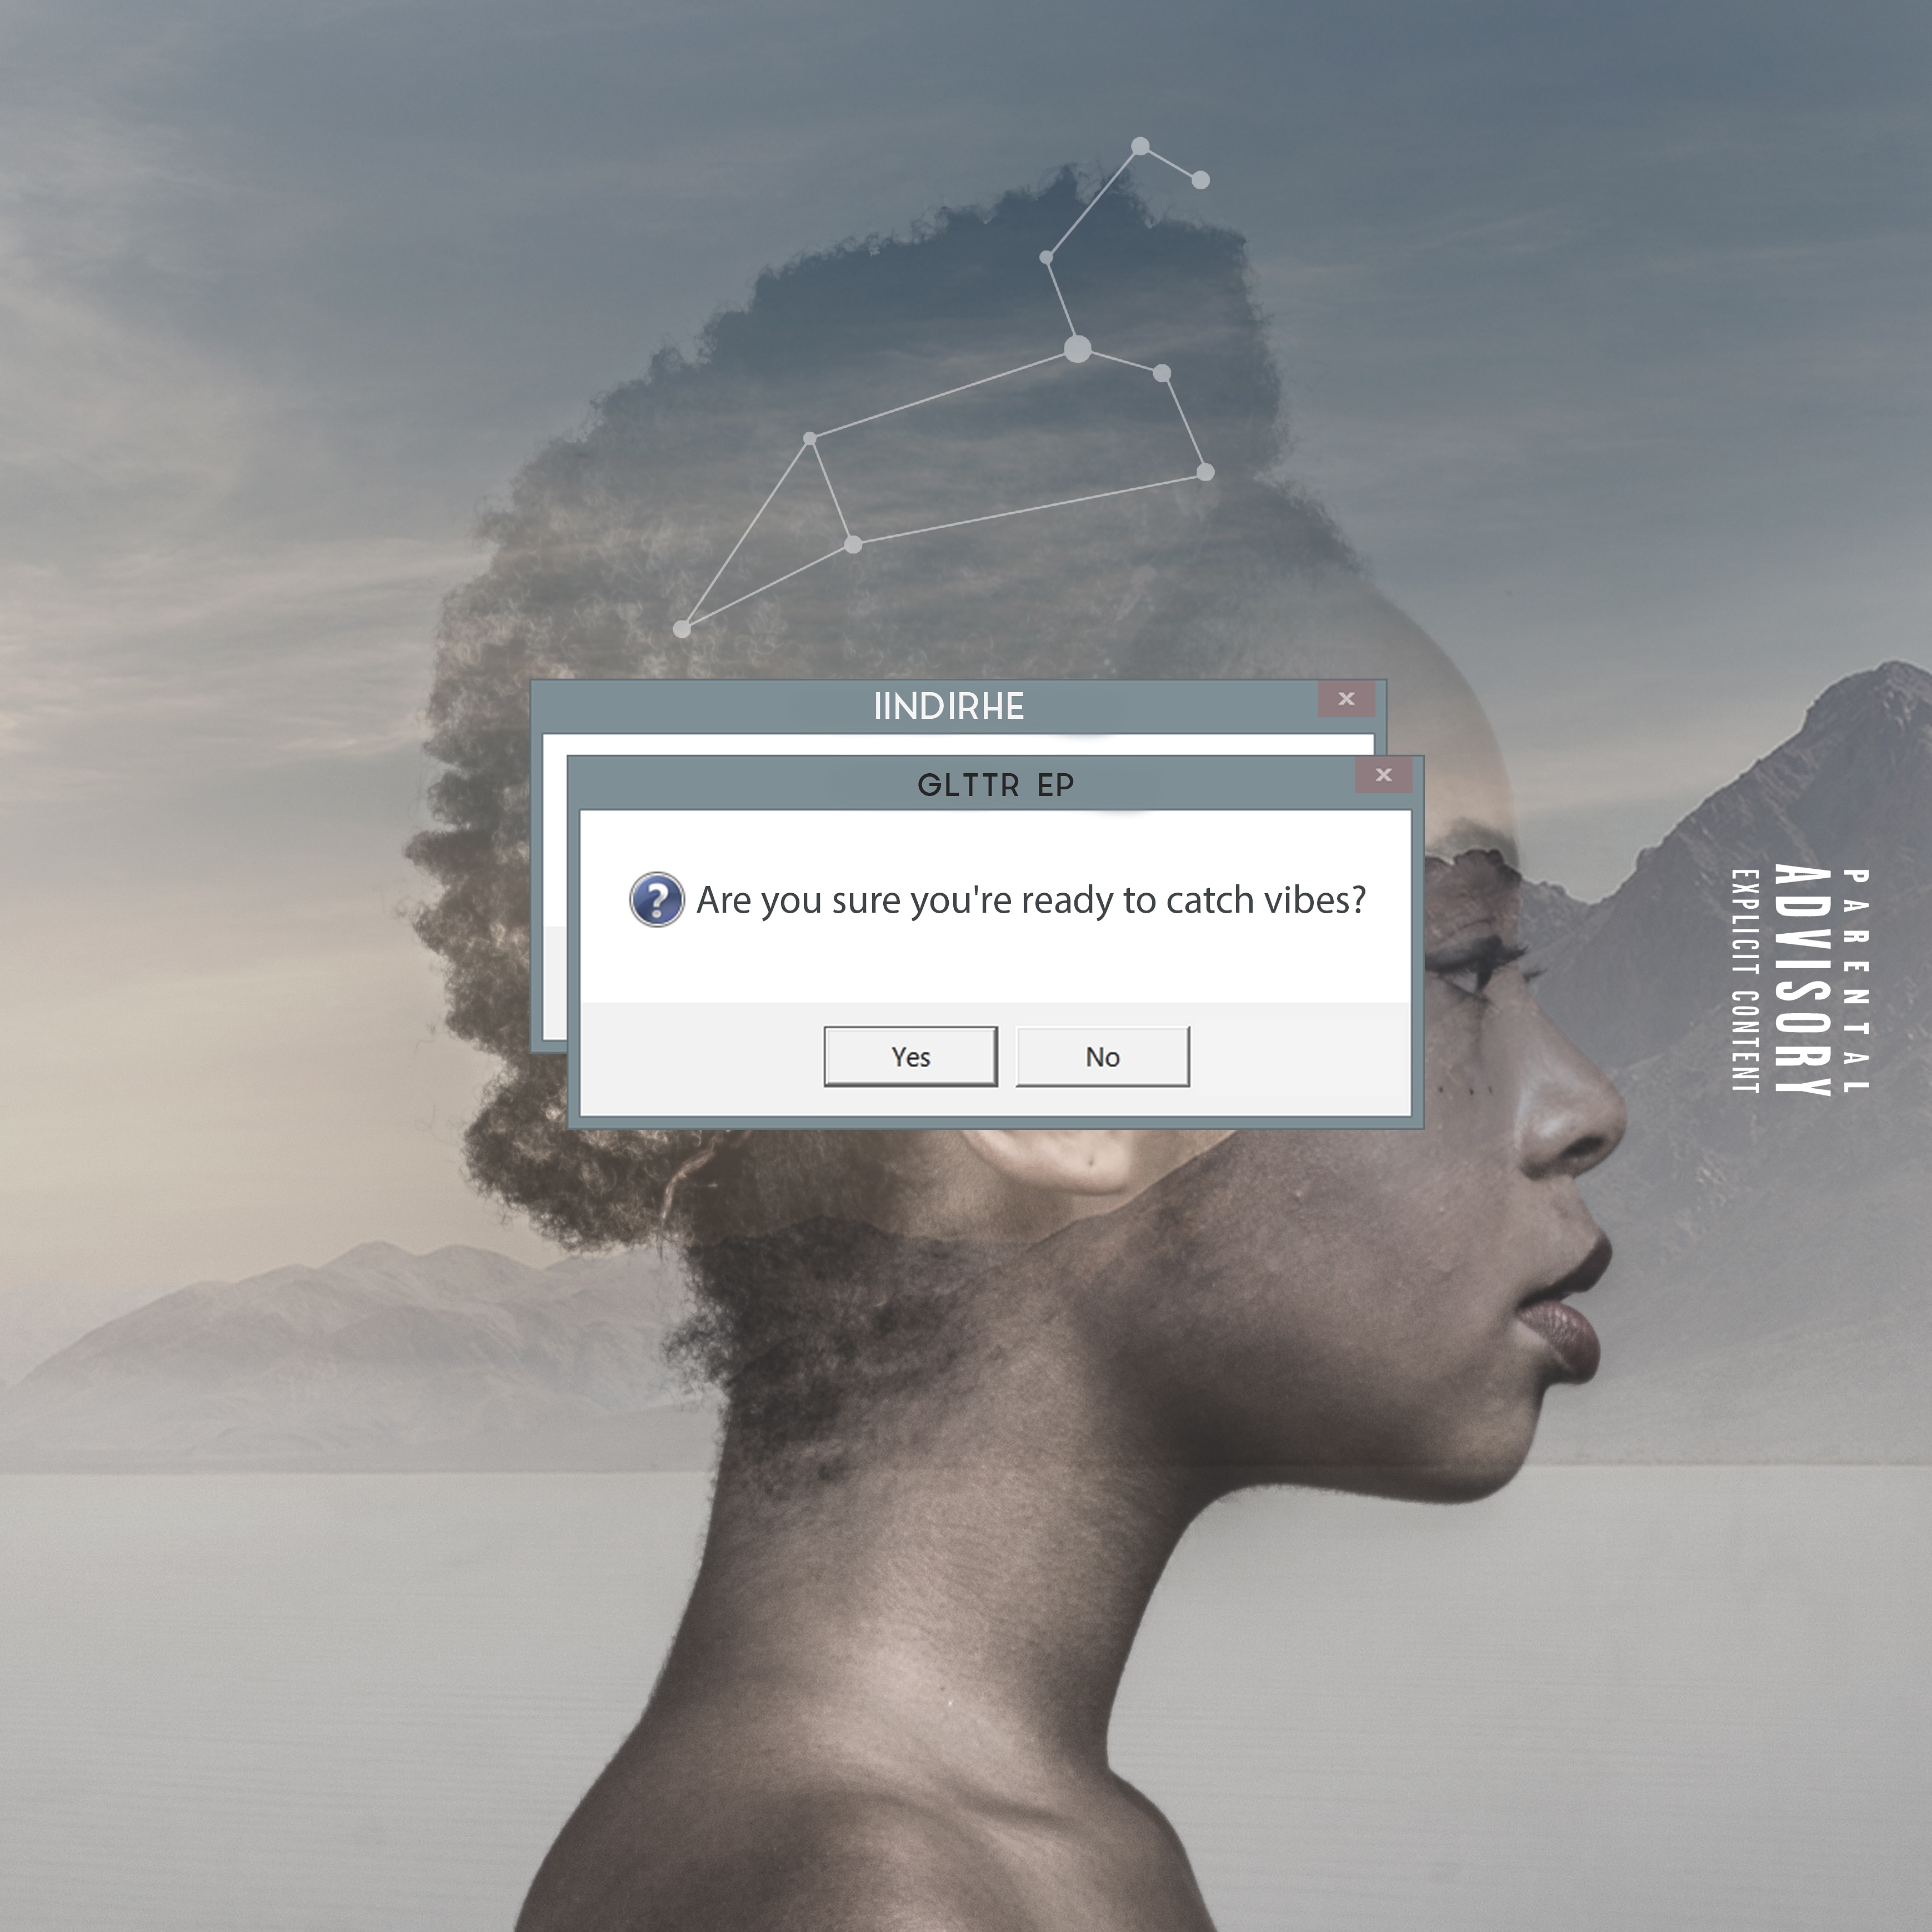 IINDIRHE
x
GLTTR EP
x
? Are you sure you're ready to catch vibes?
Yes
No
PARENTAL
ADVISORY
EXPLICIT CONTENT